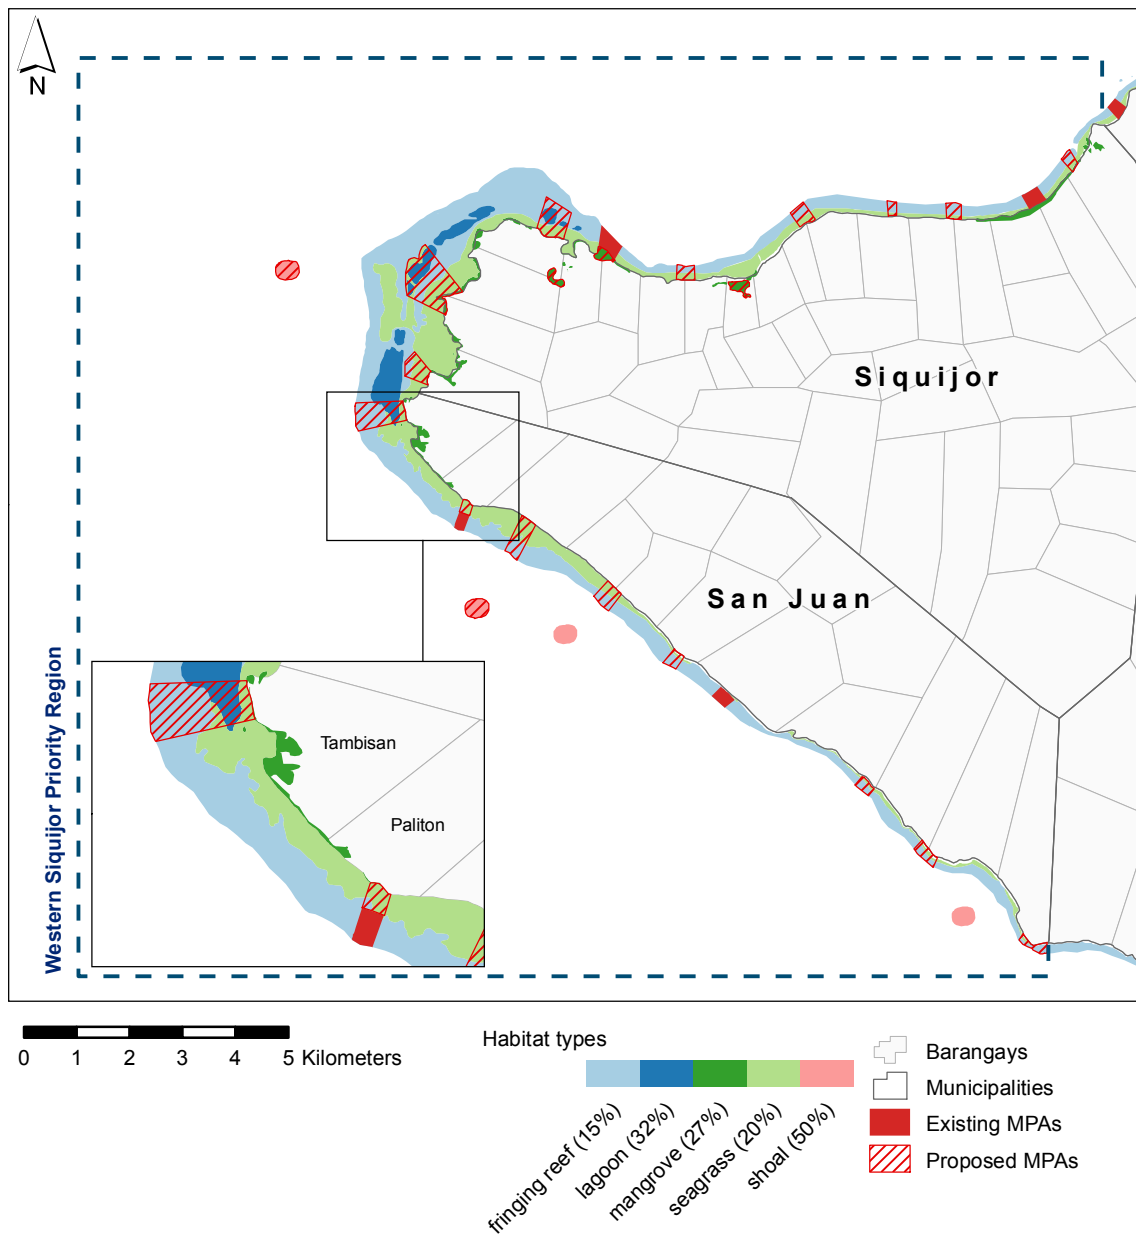 N
Siquijor
San Juan
Western Siquijor Priority Region
Tambisan
Paliton
0 1 2 3 4 5 Kilometers
Habitat types
fringing reef (15%)
lagoon (32%)
mangrove (27%)
seagrass (20%)
shoal (50%)
Barangays
Municipalities
Existing MPAs
Proposed MPAs